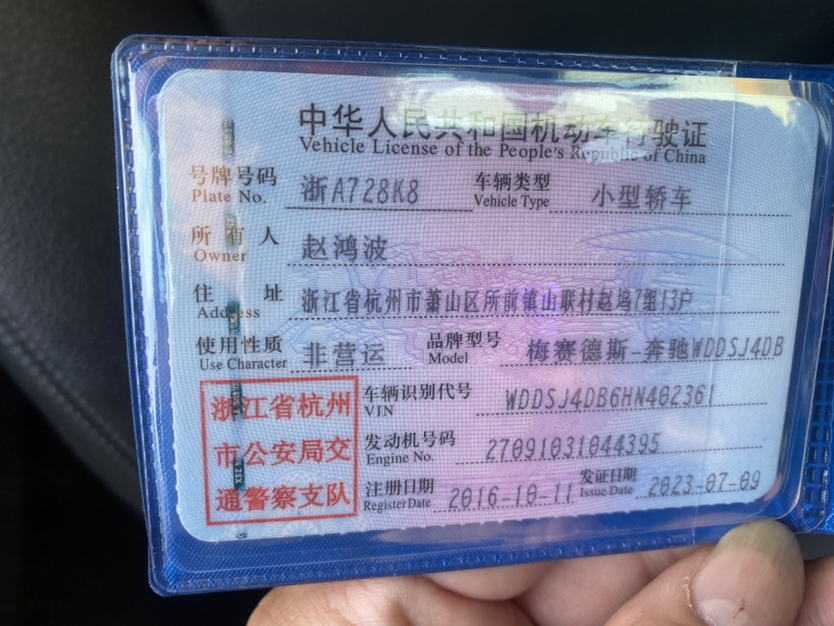 中华人民共和国机动车行驶证
Vehicle License of the People's Republic of China
号牌号码 浙A728K8 车辆类型 小型轿车
Plate No. Vehicle Type
所有人 赵鸿波
Owner
住址 浙江省杭州市萧山区所前镇山联村赵坞7组13户
Address
使用性质 非营运 品牌型号 梅赛德斯-奔驰WDDSJ4DB
Use Character Model
浙江省杭州
市公安局交
通警察支队
车辆识别代号 WDDSJ4DB6HN402361
VIN
发动机号码 27091031044395
Engine No.
注册日期 2016-10-11 发证日期 2023-07-09
Register Date Issue Date